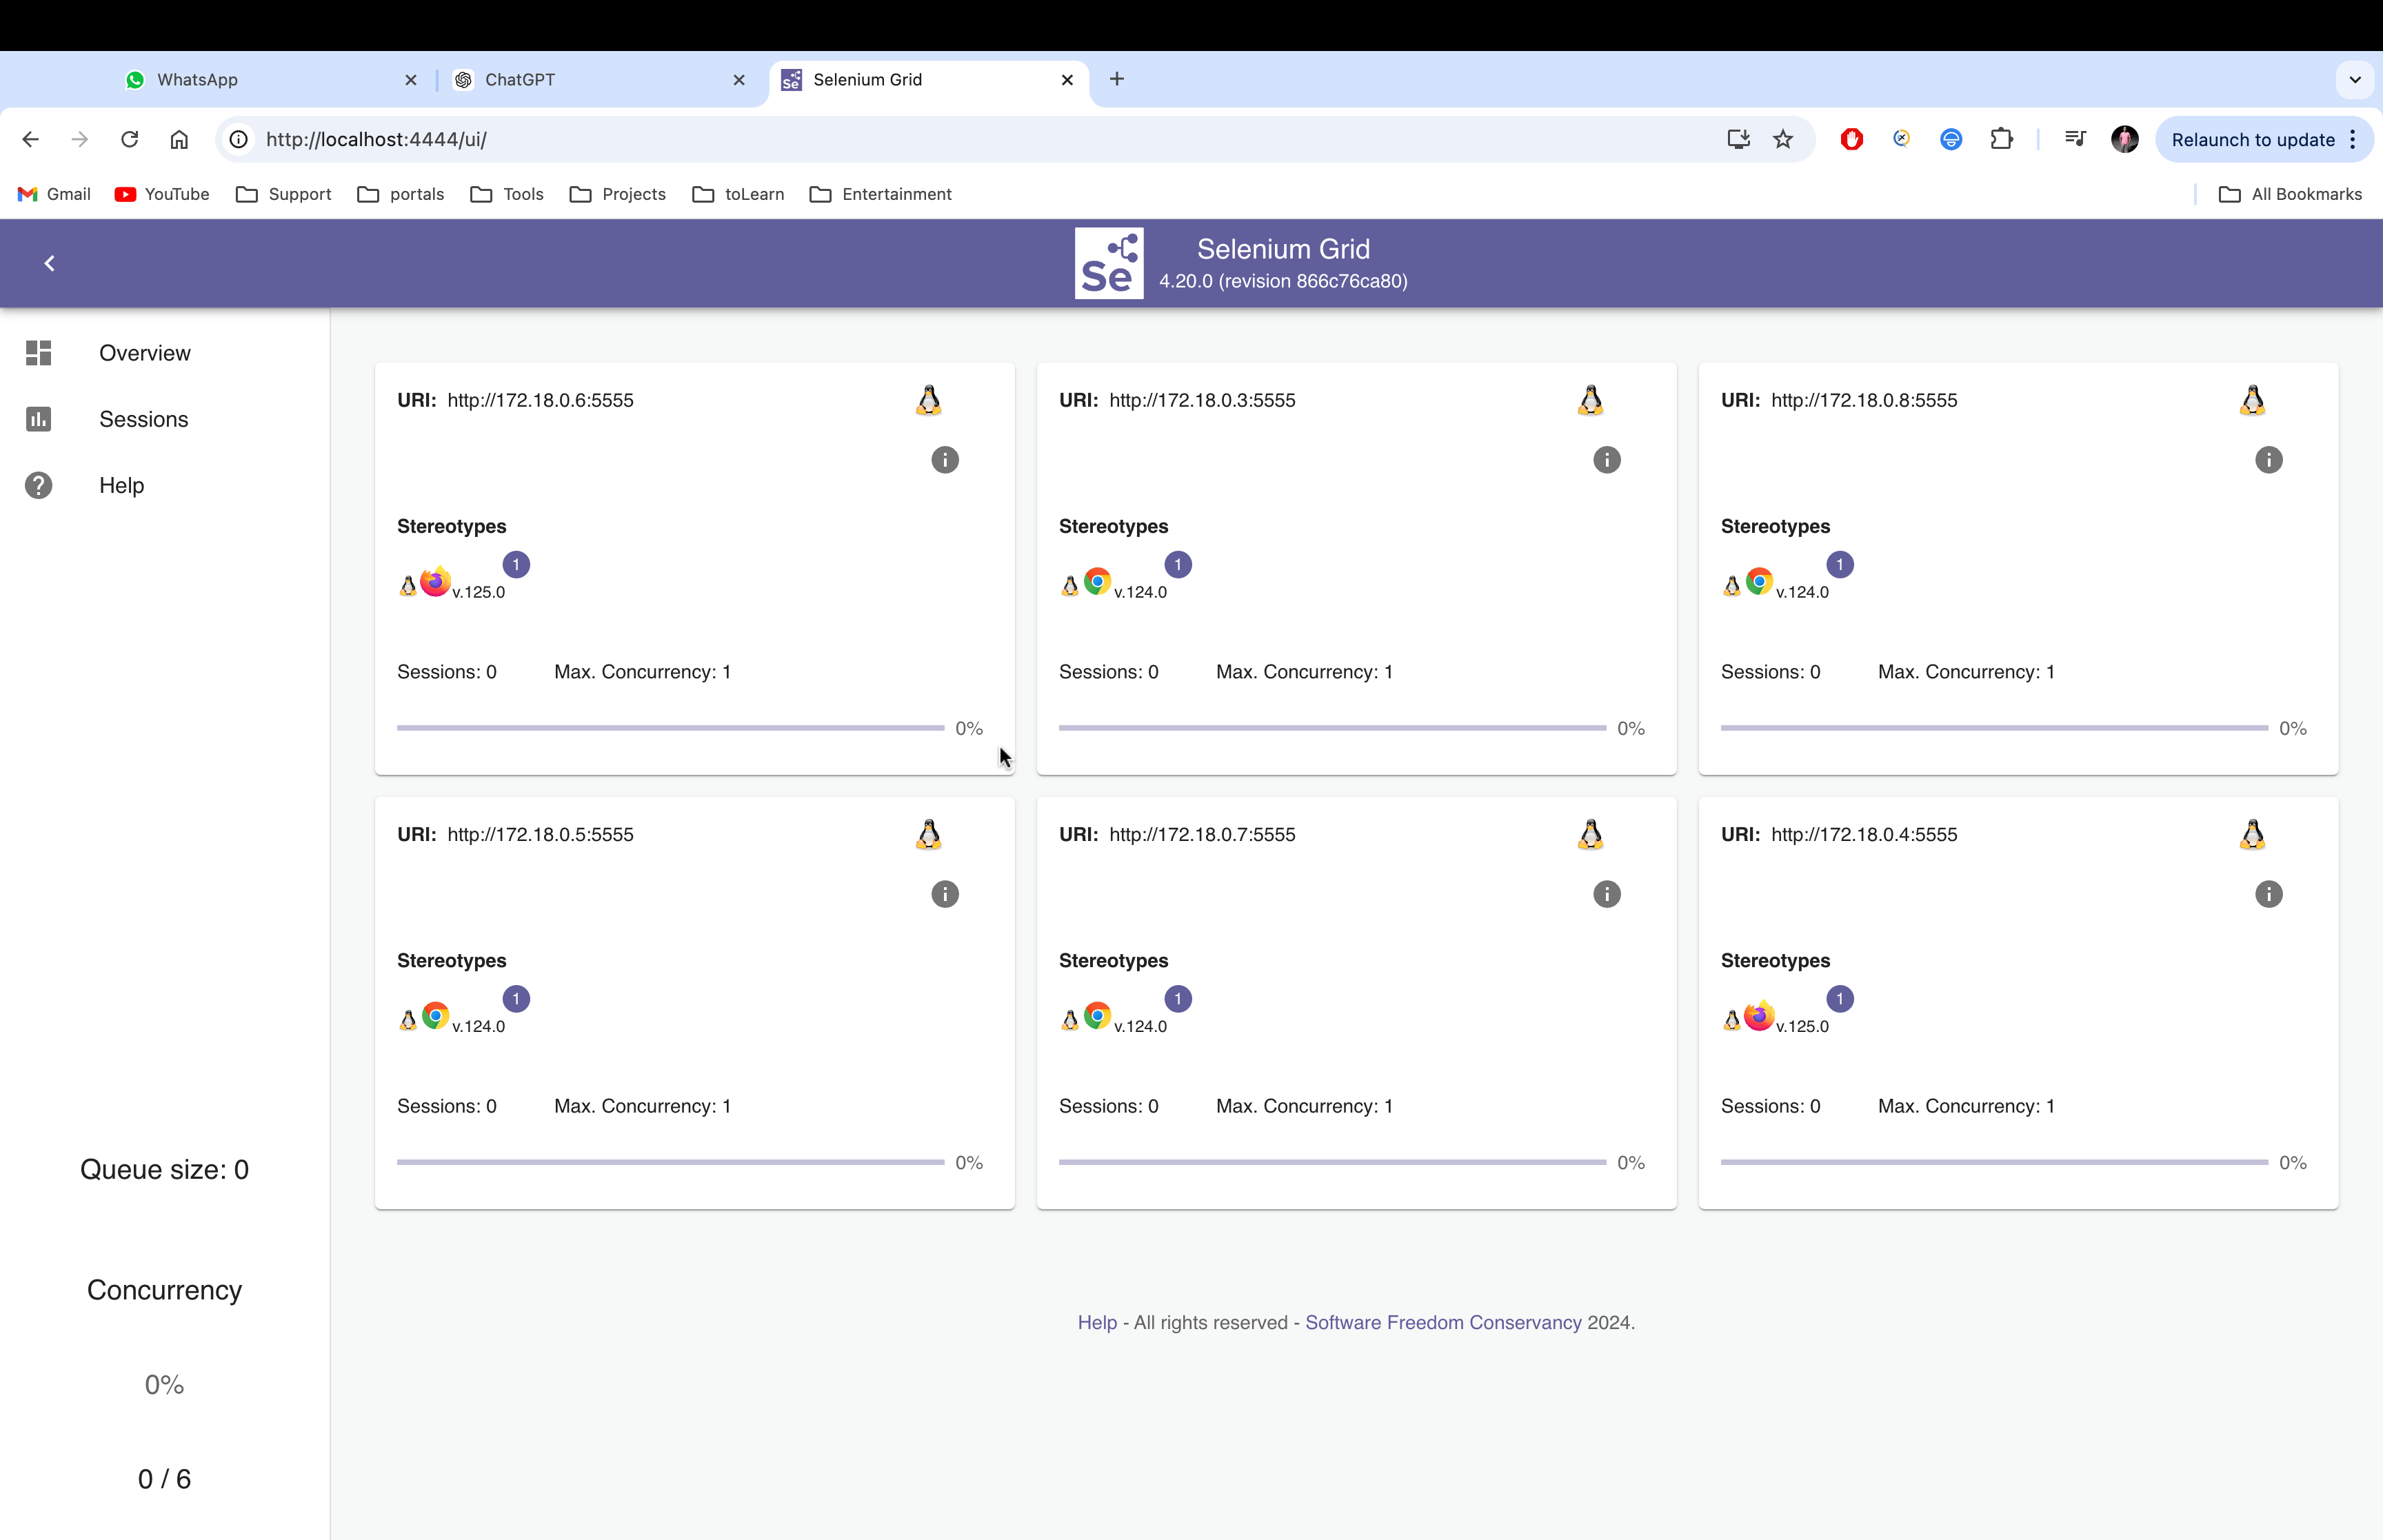 WhatsApp
ChatGPT
Selenium Grid
http://localhost:4444/ui/
Relaunch to update
Gmail
YouTube
Support
portals
Tools
Projects
toLearn
Entertainment
All Bookmarks
Se
Selenium Grid
4.20.0 (revision 866c76ca80)
Overview
Sessions
Help
Queue size: 0
Concurrency
0%
0 / 6
URI: http://172.18.0.6:5555
Stereotypes
v.125.0 1
Sessions: 0 Max. Concurrency: 1
0%
URI: http://172.18.0.3:5555
Stereotypes
v.124.0 1
Sessions: 0 Max. Concurrency: 1
0%
URI: http://172.18.0.8:5555
Stereotypes
v.124.0 1
Sessions: 0 Max. Concurrency: 1
0%
URI: http://172.18.0.5:5555
Stereotypes
v.124.0 1
Sessions: 0 Max. Concurrency: 1
0%
URI: http://172.18.0.7:5555
Stereotypes
v.124.0 1
Sessions: 0 Max. Concurrency: 1
0%
URI: http://172.18.0.4:5555
Stereotypes
v.125.0 1
Sessions: 0 Max. Concurrency: 1
0%
Help - All rights reserved - Software Freedom Conservancy 2024.